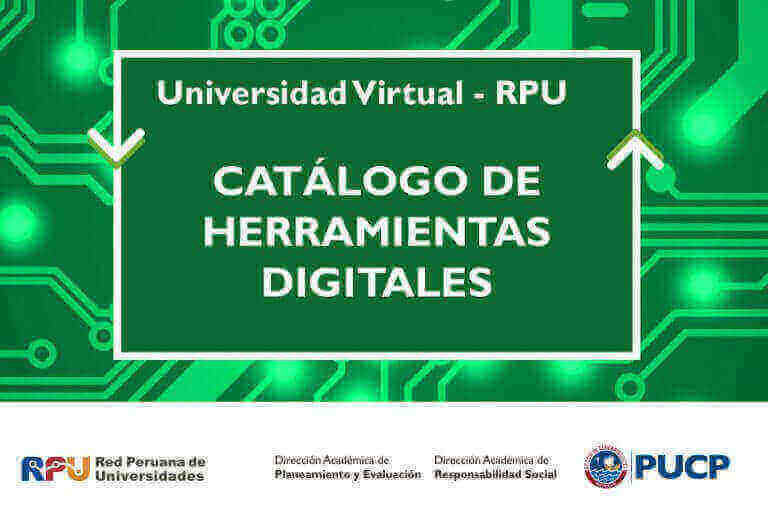 Universidad Virtual - RPU
CATÁLOGO DE
HERRAMIENTAS
DIGITALES
RPU Red Peruana de
Universidades
Dirección Académica de
Planeamiento y Evaluación
Dirección Académica de
Responsabilidad Social
PUCP